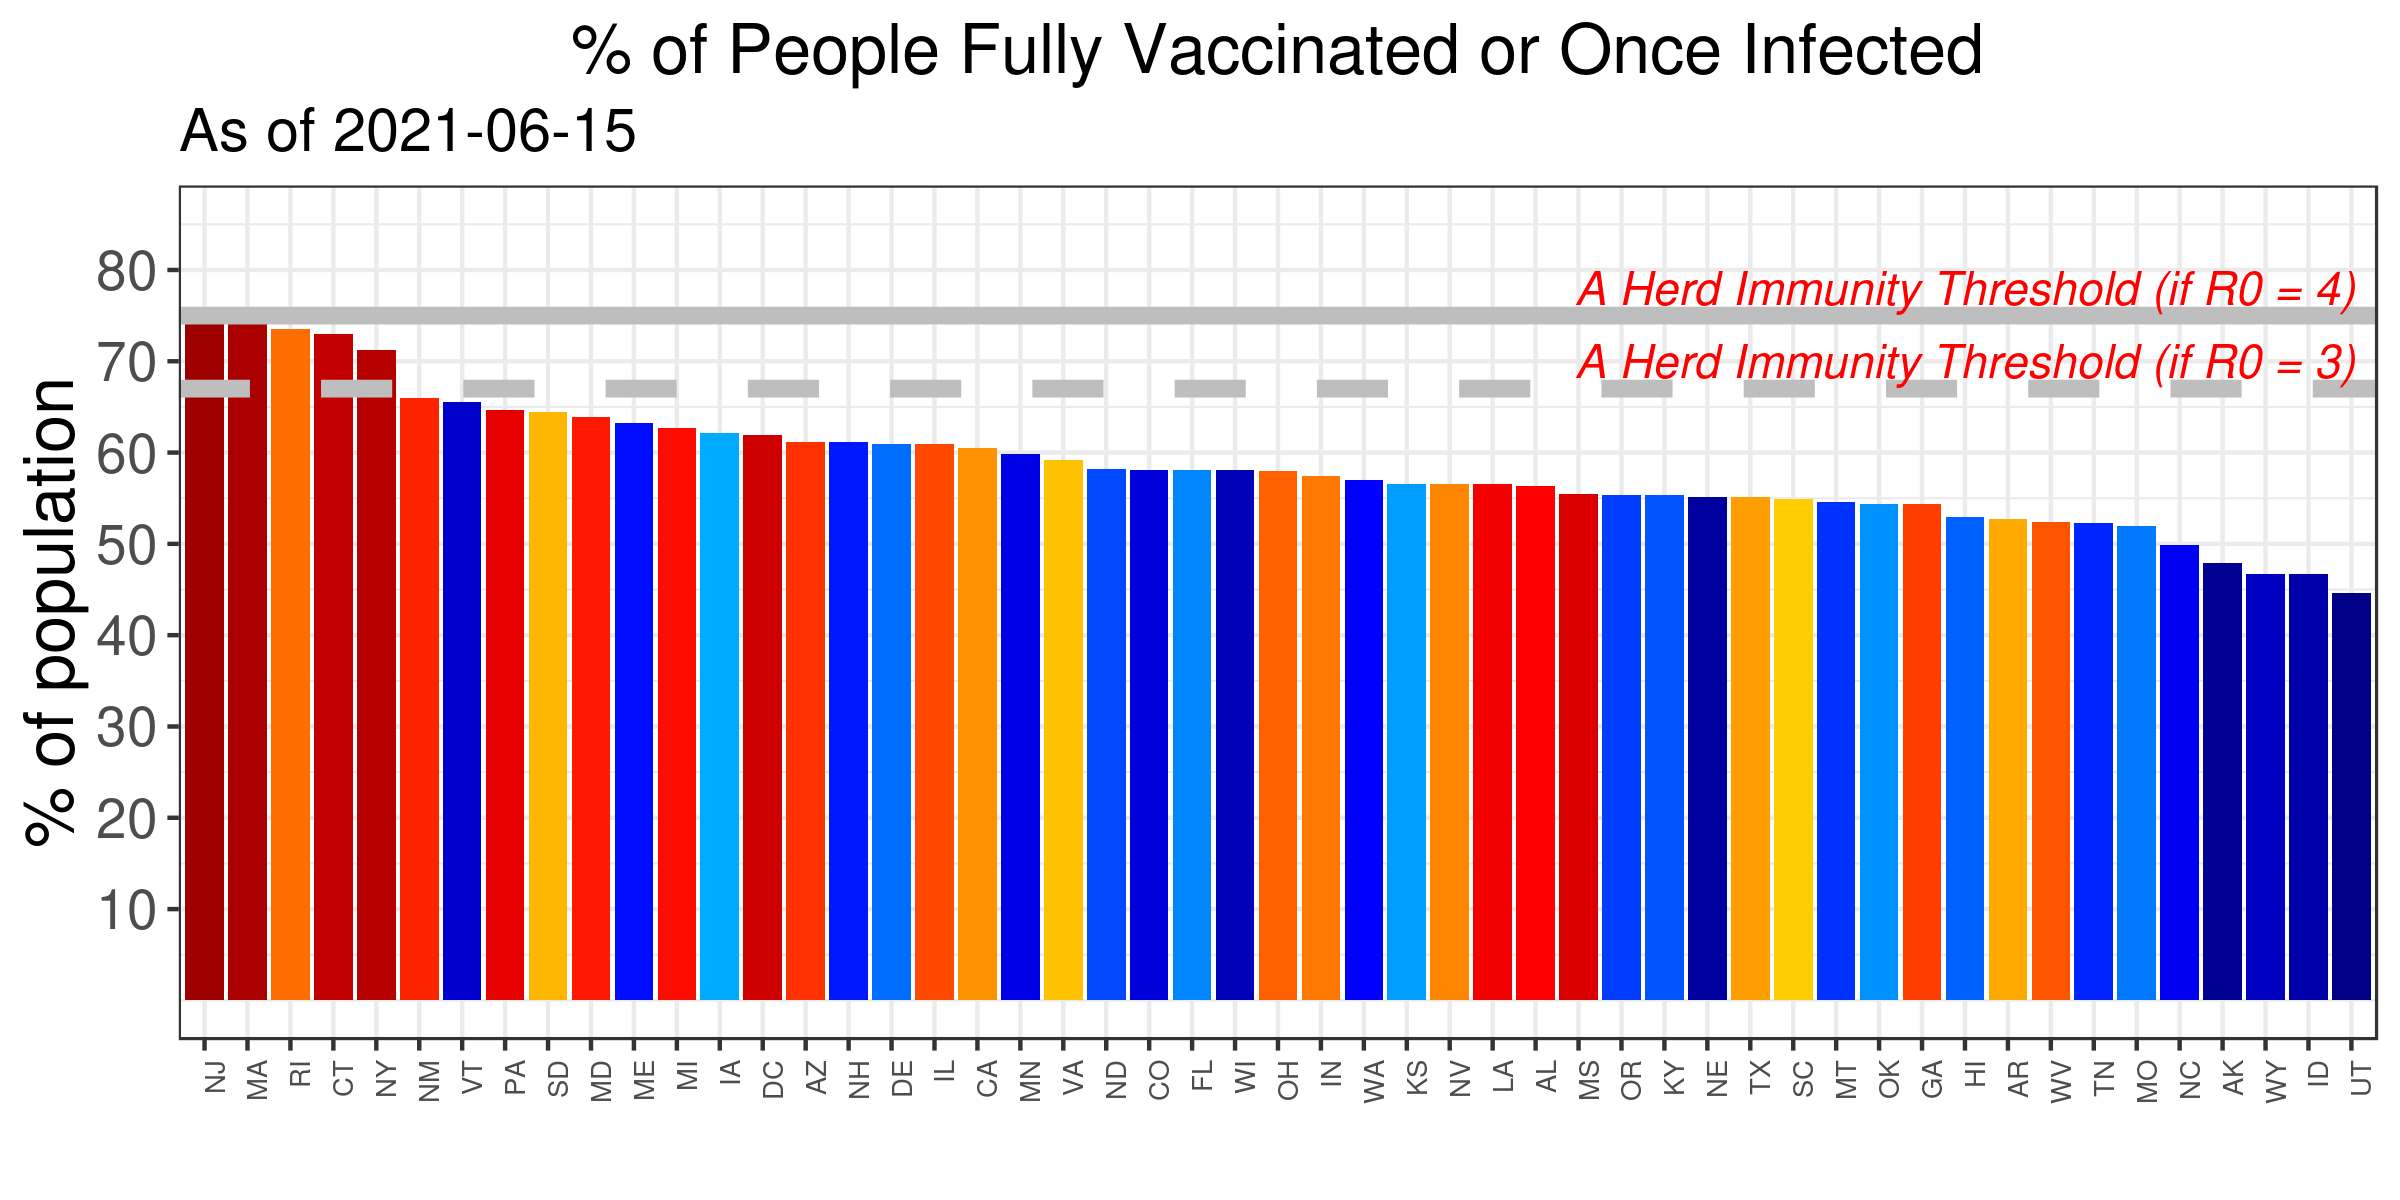 % of People Fully Vaccinated or Once Infected
As of 2021-06-15
% of population
80
70
60
50
40
30
20
10
A Herd Immunity Threshold (if R0 = 4)
A Herd Immunity Threshold (if R0 = 3)
NJ MA RI CT NY NM VT PA SD MD ME MI IA DC AZ NH DE IL CA MN VA ND CO FL WI OH IN WA KS NV LA AL MS OR KY NE TX SC MT OK GA HI AR WV TN MO NC AK WY ID UT